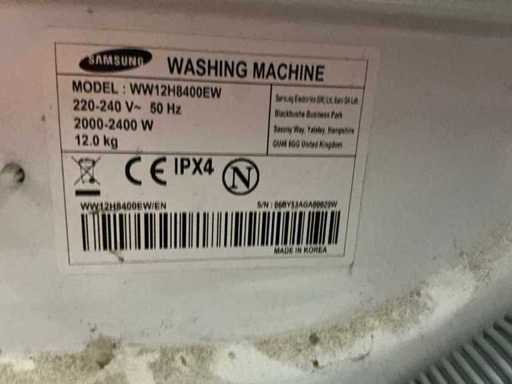 SAMSUNG
WASHING MACHINE
MODEL : WW12H8400EW
220-240 V~ 50 Hz
2000-2400 W
12.0 kg
Samsung Electronics (UK) Ltd, Euro QA Lab.
Blackbushe Business Park
Saxony Way, Yateley, Hampshire
GU46 6GG United Kingdom
CE IPX4 N
WW12H8400EW/EN
S/N :
MADE IN KOREA